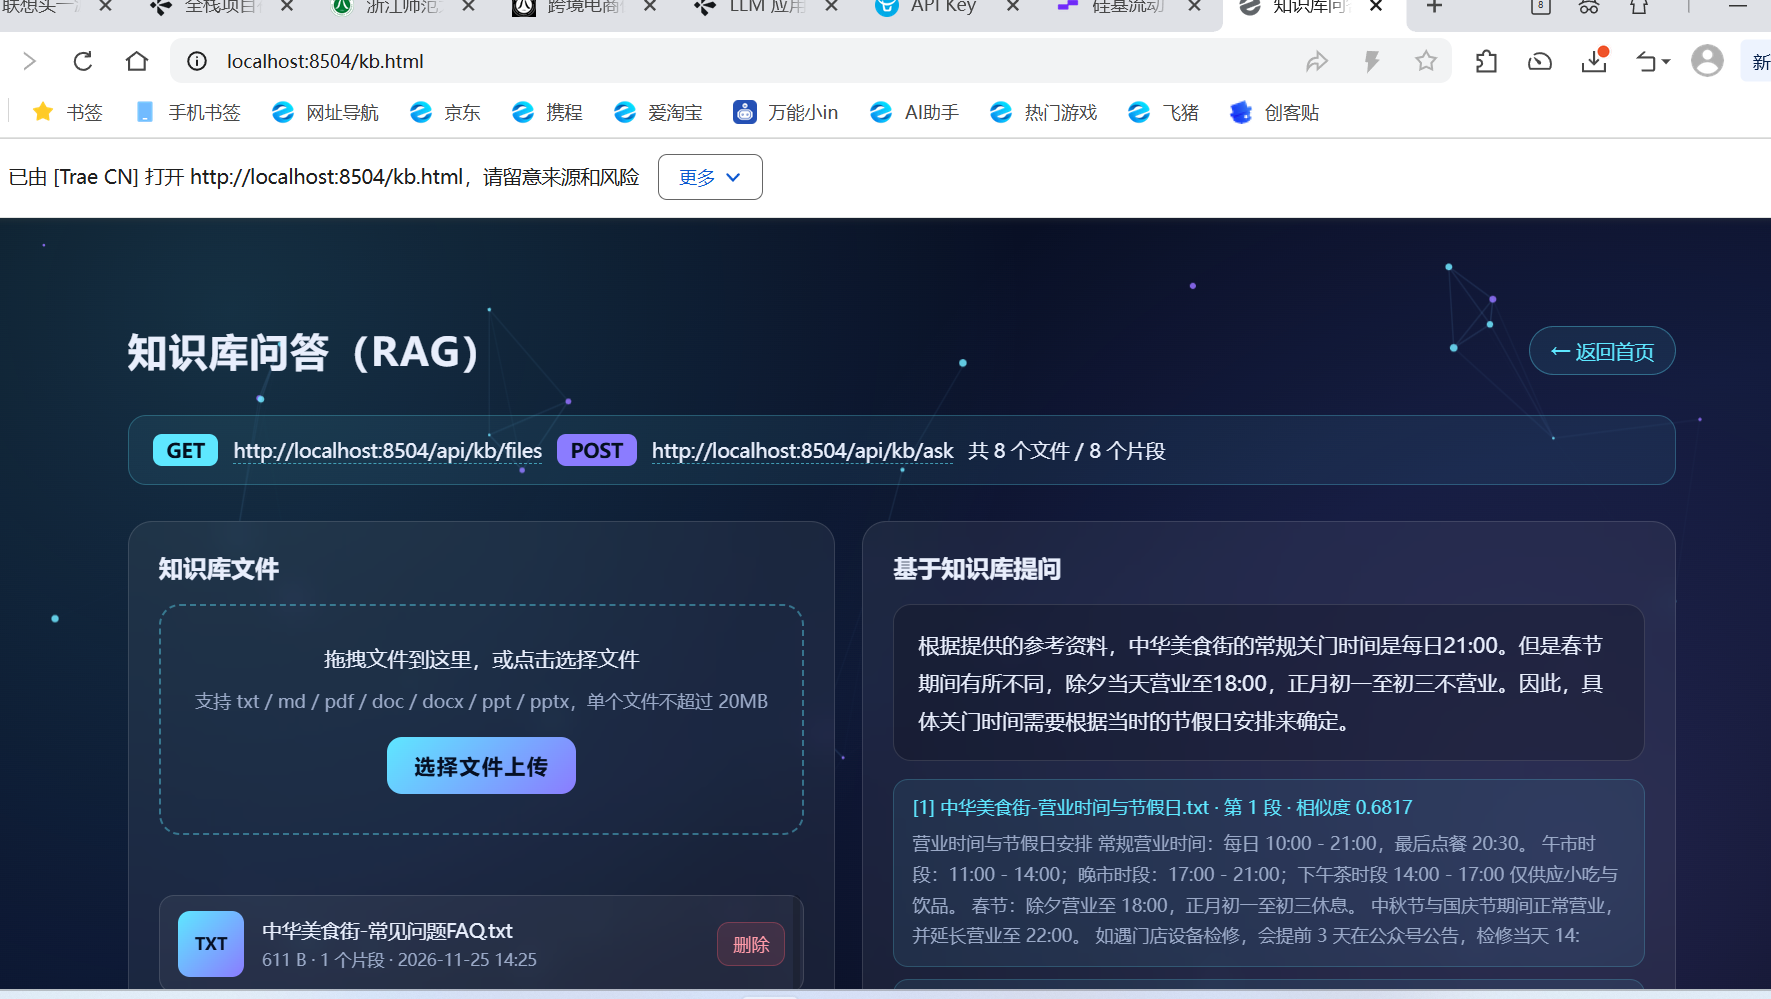 联想买一
全栈项目
浙江师范
跨境电商
LLM 应用
API Key
硅基流动
知识库问
8
localhost:8504/kb.html
新
书签
手机书签
网址导航
京东
携程
爱淘宝
万能小in
AI助手
热门游戏
飞猪
创客贴
已由 [Trae CN] 打开 http://localhost:8504/kb.html，请留意来源和风险
更多
知识库问答（RAG）
← 返回首页
GET http://localhost:8504/api/kb/files POST http://localhost:8504/api/kb/ask 共 8 个文件 / 8 个片段
知识库文件
拖拽文件到这里，或点击选择文件
支持 txt / md / pdf / doc / docx / ppt / pptx，单个文件不超过 20MB
选择文件上传
TXT
中华美食街-常见问题FAQ.txt
611 B · 1 个片段 · 2026-11-25 14:25
删除
基于知识库提问
根据提供的参考资料，中华美食街的常规关门时间是每日21:00。但是春节
期间有所不同，除夕当天营业至18:00，正月初一至初三不营业。因此，具
体关门时间需要根据当时的节假日安排来确定。
[1] 中华美食街-营业时间与节假日.txt · 第 1 段 · 相似度 0.6817
营业时间与节假日安排 常规营业时间：每日 10:00 - 21:00，最后点餐 20:30。 午市时
段：11:00 - 14:00；晚市时段：17:00 - 21:00；下午茶时段 14:00 - 17:00 仅供应小吃与
饮品。 春节：除夕营业至 18:00，正月初一至初三休息。 中秋节与国庆节期间正常营业，
并延长营业至 22:00。 如遇门店设备检修，会提前 3 天在公众号公告，检修当天 14: